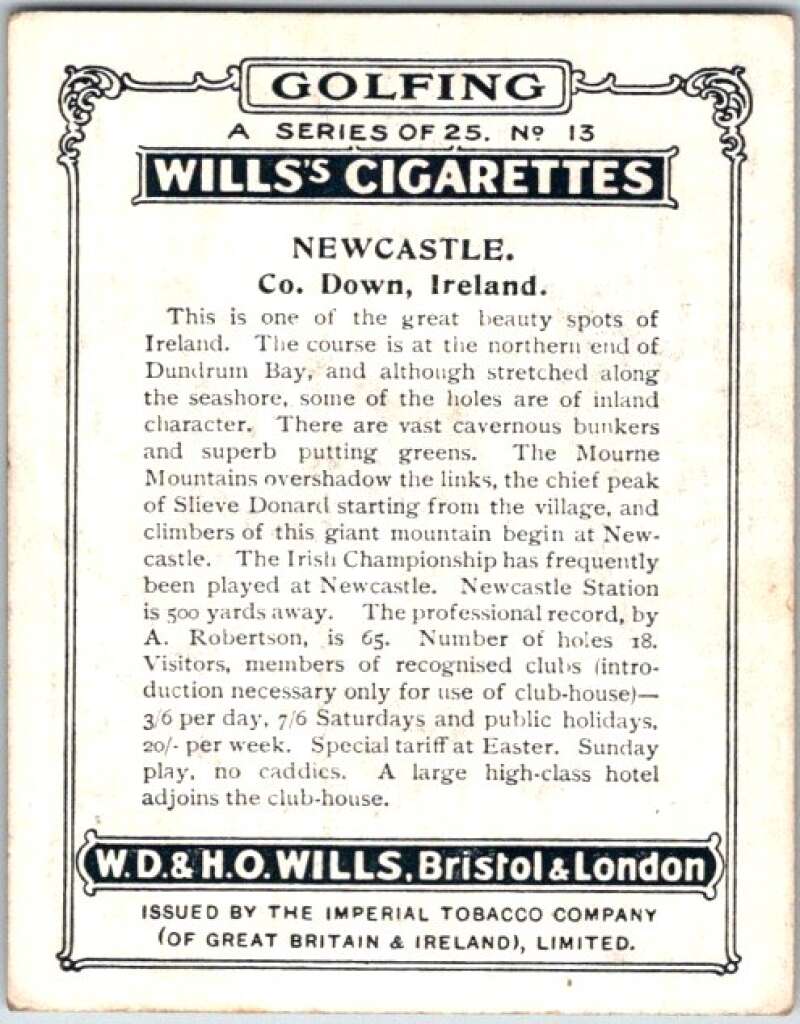 GOLFING
A SERIES OF 25. Nº 13
WILLS'S CIGARETTES
NEWCASTLE.
Co. Down, Ireland.
This is one of the great beauty spots of
Ireland. The course is at the northern end of
Dundrum Bay, and although stretched along
the seashore, some of the holes are of inland
character. There are vast cavernous bunkers
and superb putting greens. The Mourne
Mountains overshadow the links, the chief peak
of Slieve Donard starting from the village, and
climbers of this giant mountain begin at New-
castle. The Irish Championship has frequently
been played at Newcastle. Newcastle Station
is 500 yards away. The professional record, by
A. Robertson, is 65. Number of holes 18.
Visitors, members of recognised clubs (intro-
duction necessary only for use of club-house)—
3/6 per day, 7/6 Saturdays and public holidays,
20/- per week. Special tariff at Easter. Sunday
play, no caddies. A large high-class hotel
adjoins the club-house.
W.D.& H.O.WILLS, Bristol & London
ISSUED BY THE IMPERIAL TOBACCO COMPANY
(OF GREAT BRITAIN & IRELAND), LIMITED.